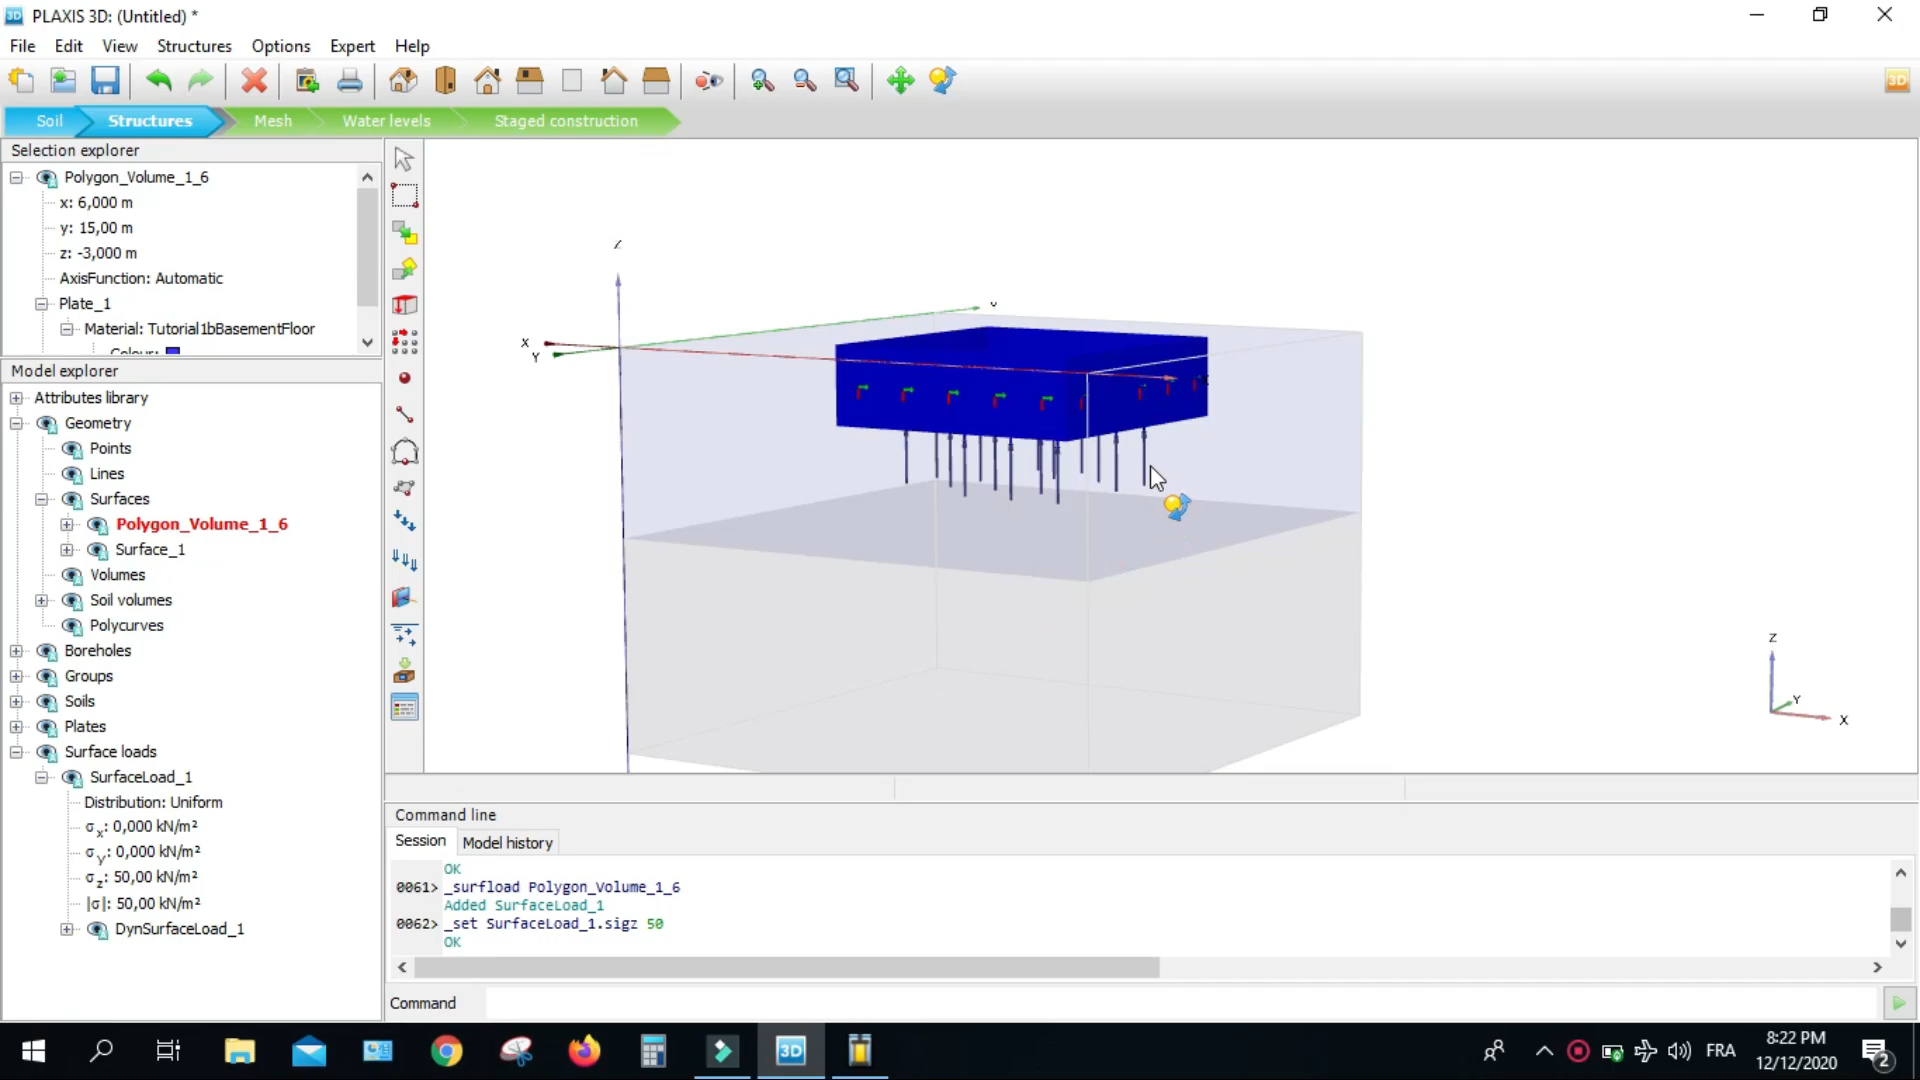 PLAXIS 3D: (Untitled) *
File Edit View Structures Options Expert Help
3D
Soil Structures Mesh Water levels Staged construction
Selection explorer
Polygon_Volume_1_6
x: 6,000 m
y: 15,00 m
z: -3,000 m
AxisFunction: Automatic
Plate_1
Material: Tutorial1bBasementFloor
Model explorer
Attributes library
Geometry
Points
Lines
Surfaces
Polygon_Volume_1_6
Surface_1
Volumes
Soil volumes
Polycurves
Boreholes
Groups
Soils
Plates
Surface loads
SurfaceLoad_1
Distribution: Uniform
σx: 0,000 kN/m²
σy: 0,000 kN/m²
σz: 50,00 kN/m²
|σ|: 50,00 kN/m²
DynSurfaceLoad_1
X
Y
Z
Y
X
Command line
Session Model history
OK
0061> _surfload Polygon_Volume_1_6
Added SurfaceLoad_1
0062> _set SurfaceLoad_1.sigz 50
OK
Command
3D
FRA
8:22 PM
12/12/2020
2